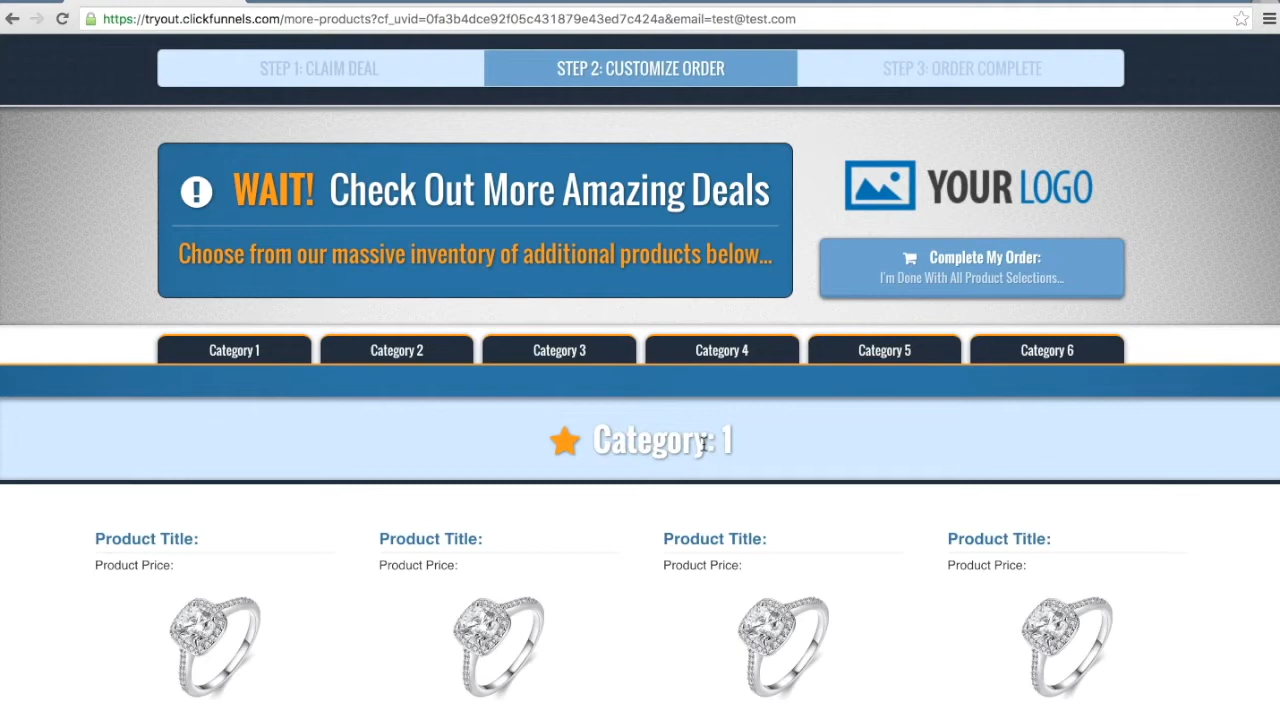 https://tryout.clickfunnels.com/more-products?cf_uvid=0fa3b4dce92f05c431879e43ed7c424a&email=test@test.com
STEP 1: CLAIM DEAL
STEP 2: CUSTOMIZE ORDER
STEP 3: ORDER COMPLETE
WAIT! Check Out More Amazing Deals
Choose from our massive inventory of additional products below...
YOUR LOGO
Complete My Order:
I'm Done With All Product Selections...
Category 1
Category 2
Category 3
Category 4
Category 5
Category 6
Category: 1
Product Title:
Product Price:
Product Title:
Product Price:
Product Title:
Product Price:
Product Title:
Product Price: